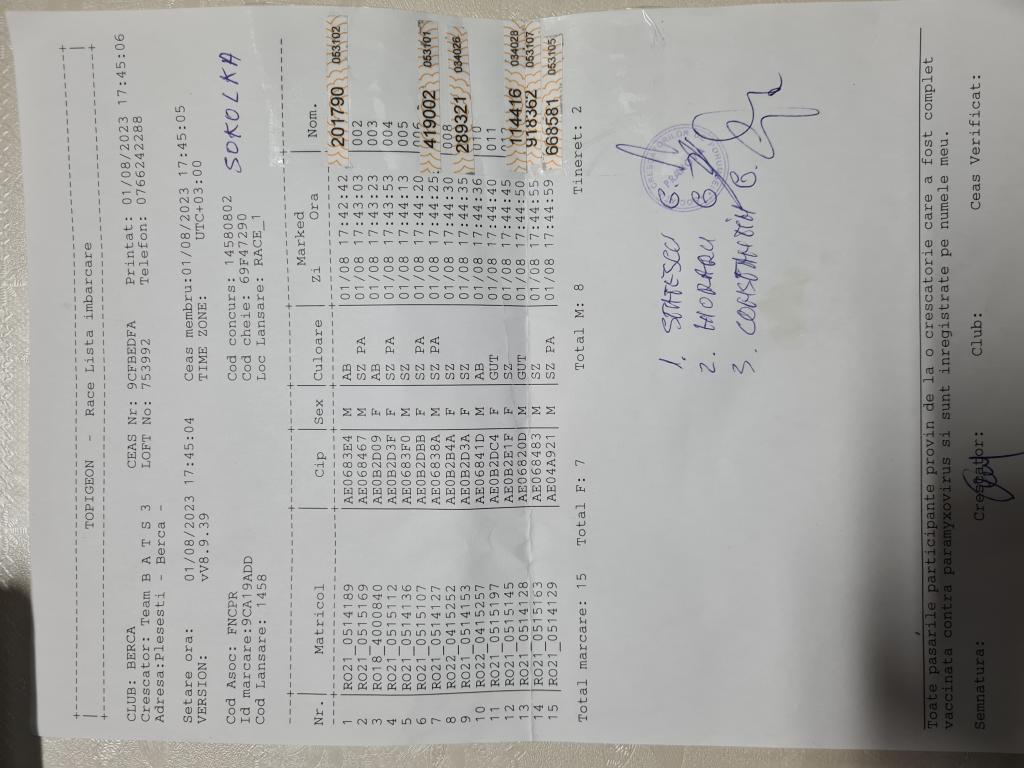 TOPPIGEON - Race Lista imbarcare
CLUB: BERCA CEAS Nr: 9CFBEDFA Printat: 01/08/2023 17:45:06
Crescator: Team B A T S 3 LOFT No: 753992 Telefon: 0766242288
Adresa:Plesesti - Berca -
Setare ora: 01/08/2023 17:45:04 Ceas membru:01/08/2023 17:45:05
VERSION: vV8.9.39 TIME ZONE: UTC+03:00
Cod Asoc: FNCPR Cod concurs: 14580802 SOKOLKA
Id marcare:9CA19ADD Cod cheie: 69F47290
Cod Lansare: 1458 Loc Lansare: RACE_1
Marked
Nr. | Matricol | Cip | Sex | Culoare | Zi Ora | Nom.
1 | RO21_0514189 |AE0683E4| M | AB |01/08 17:42:42| 201790 053102
2 | RO21_0515169 |AE068467| M | SZ PA |01/08 17:43:03| 002
3 | RO18_4000840 |AE0B2D09| F | AB |01/08 17:43:23| 003
4 | RO21_0515112 |AE0B2D3F| F | SZ PA |01/08 17:43:53| 004
5 | RO21_0514136 |AE0683F0| M | SZ |01/08 17:44:13| 005
6 | RO21_0515107 |AE0B2DBB| F | SZ PA |01/08 17:44:20| 006
7 | RO21_0514127 |AE06838A| M | SZ PA |01/08 17:44:25| 419002 053101
8 | RO22_0415252 |AE0B2B4A| F | SZ |01/08 17:44:30| 008
9 | RO21_0514153 |AE0B2D3A| F | SZ |01/08 17:44:35| 289321 034026
10 | RO22_0415257 |AE06841D| M | AB |01/08 17:44:36| 010
11 | RO21_0515197 |AE0B2DC4| F | GUT |01/08 17:44:40| 011
12 | RO21_0515145 |AE0B2E1F| F | SZ |01/08 17:44:45| 114416 034028
13 | RO21_0514128 |AE06820D| M | GUT |01/08 17:44:50| 918362 053107
14 | RO21_0515163 |AE068483| M | SZ |01/08 17:44:55|
15 | RO21_0514129 |AE04A921| M | SZ PA |01/08 17:44:59| 668581 053105
Total marcare: 15 Total F: 7 Total M: 8 Tineret: 2
1. STATESCU G.
2. MORARU G.
3. CONSTANTIN G.
Toate pasarile participante provin de la o crescatorie care a fost complet
vaccinata contra paramyxovirus si sunt inregistrate pe numele meu.
Semnatura: Crescator: Club: Ceas Verificat: